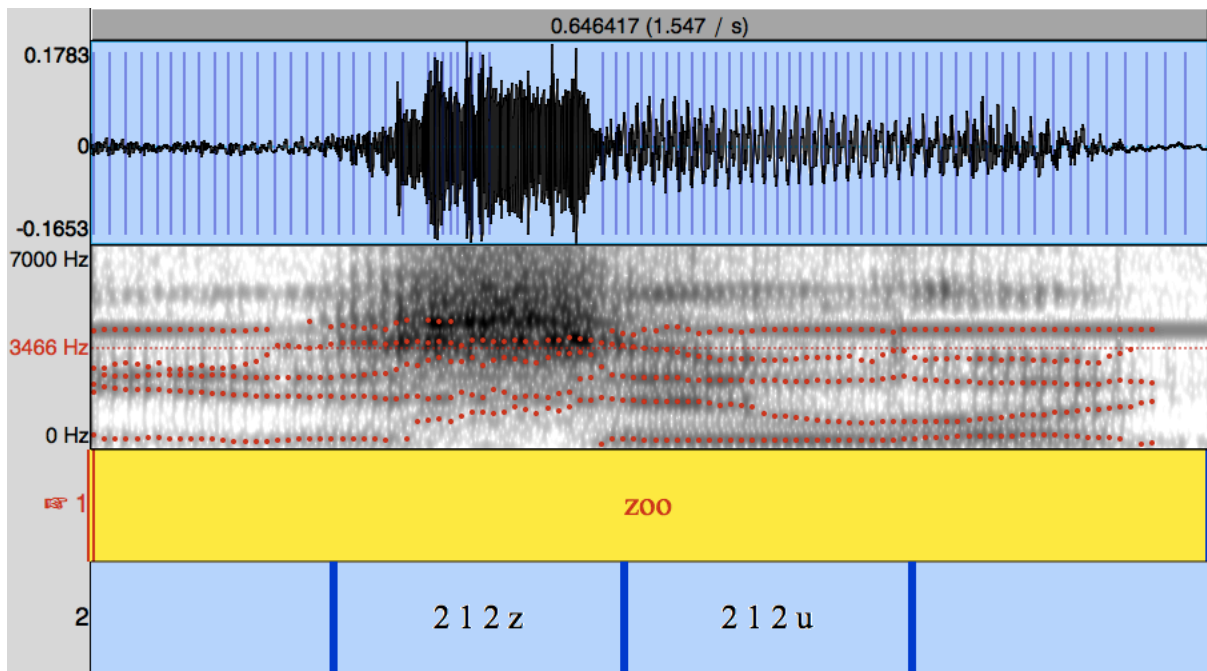 0.646417 (1.547 / s)
0.1783
0
-0.1653
7000 Hz
3466 Hz
0 Hz
☞ 1
zoo
2
2 1 2 z
2 1 2 u